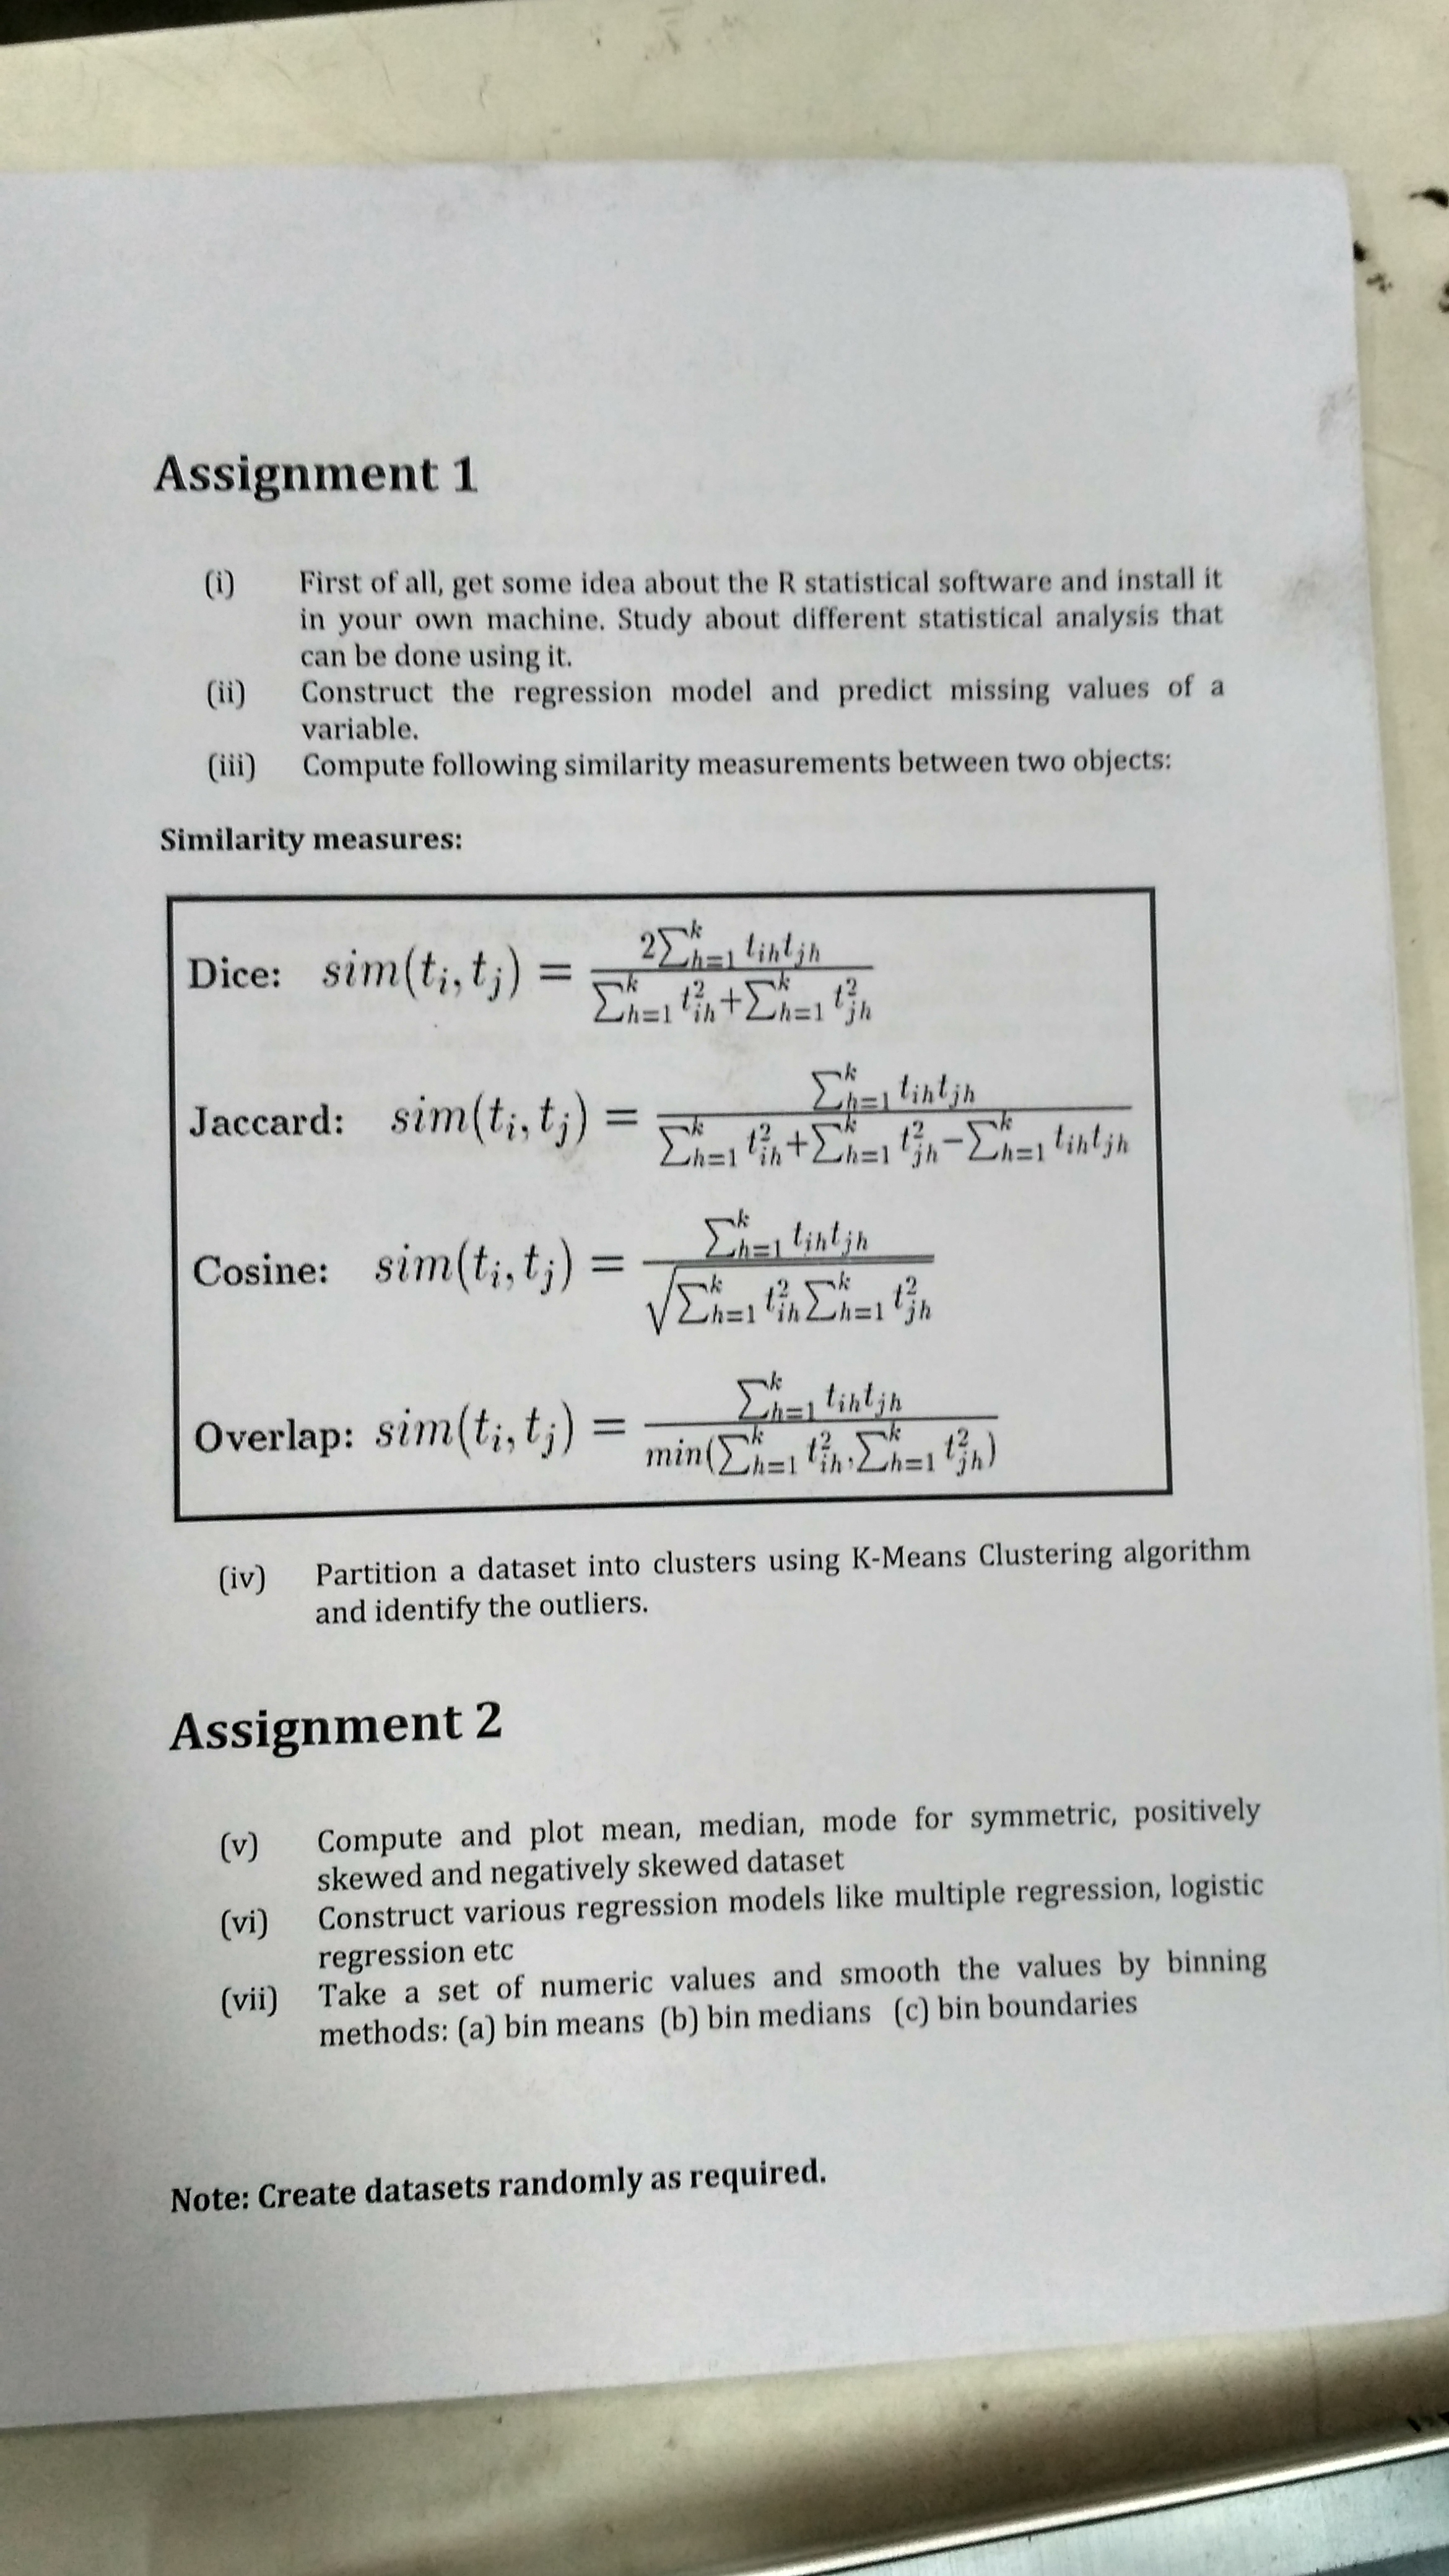 Assignment 1
(i) First of all, get some idea about the R statistical software and install it
in your own machine. Study about different statistical analysis that
can be done using it.
(ii) Construct the regression model and predict missing values of a
variable.
(iii) Compute following similarity measurements between two objects:
Similarity measures:
Dice: $sim(t_i, t_j) = \frac{2\sum_{h=1}^{k} t_{ih}t_{jh}}{\sum_{h=1}^{k} t_{ih}^2 + \sum_{h=1}^{k} t_{jh}^2}$
Jaccard: $sim(t_i, t_j) = \frac{\sum_{h=1}^{k} t_{ih}t_{jh}}{\sum_{h=1}^{k} t_{ih}^2 + \sum_{h=1}^{k} t_{jh}^2 - \sum_{h=1}^{k} t_{ih}t_{jh}}$
Cosine: $sim(t_i, t_j) = \frac{\sum_{h=1}^{k} t_{ih}t_{jh}}{\sqrt{\sum_{h=1}^{k} t_{ih}^2 \sum_{h=1}^{k} t_{jh}^2}}$
Overlap: $sim(t_i, t_j) = \frac{\sum_{h=1}^{k} t_{ih}t_{jh}}{min(\sum_{h=1}^{k} t_{ih}^2, \sum_{h=1}^{k} t_{jh}^2)}$
(iv) Partition a dataset into clusters using K-Means Clustering algorithm
and identify the outliers.
Assignment 2
(v) Compute and plot mean, median, mode for symmetric, positively
skewed and negatively skewed dataset
(vi) Construct various regression models like multiple regression, logistic
regression etc
(vii) Take a set of numeric values and smooth the values by binning
methods: (a) bin means (b) bin medians (c) bin boundaries
Note: Create datasets randomly as required.